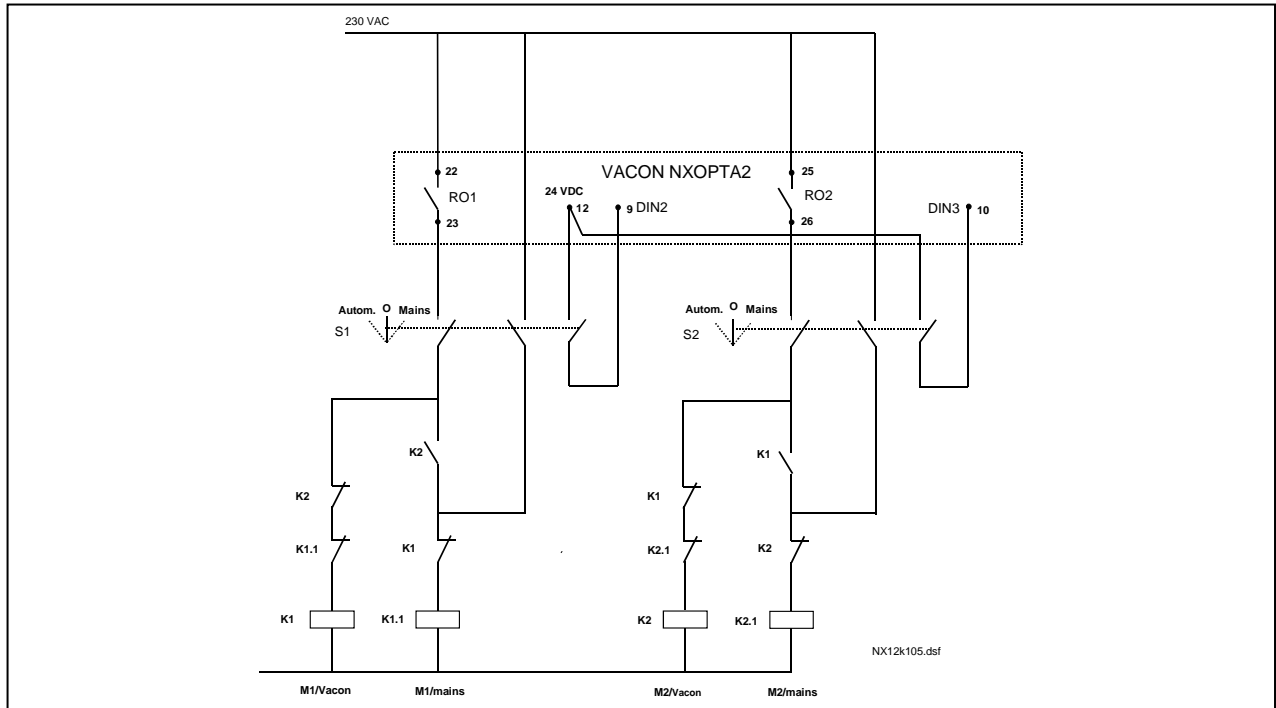 230 VAC
VACON NXOPTA2
22
25
RO1
24 VDC
RO2
12
9 DIN2
DIN3
10
23
26
Autom. O Mains
Autom. O Mains
S1
S2
K2
K1
K2
K1
K1.1
K1
K2.1
K2
K1
K1.1
K2
K2.1
NX12k105.dsf
M1/Vacon
M1/mains
M2/Vacon
M2/mains